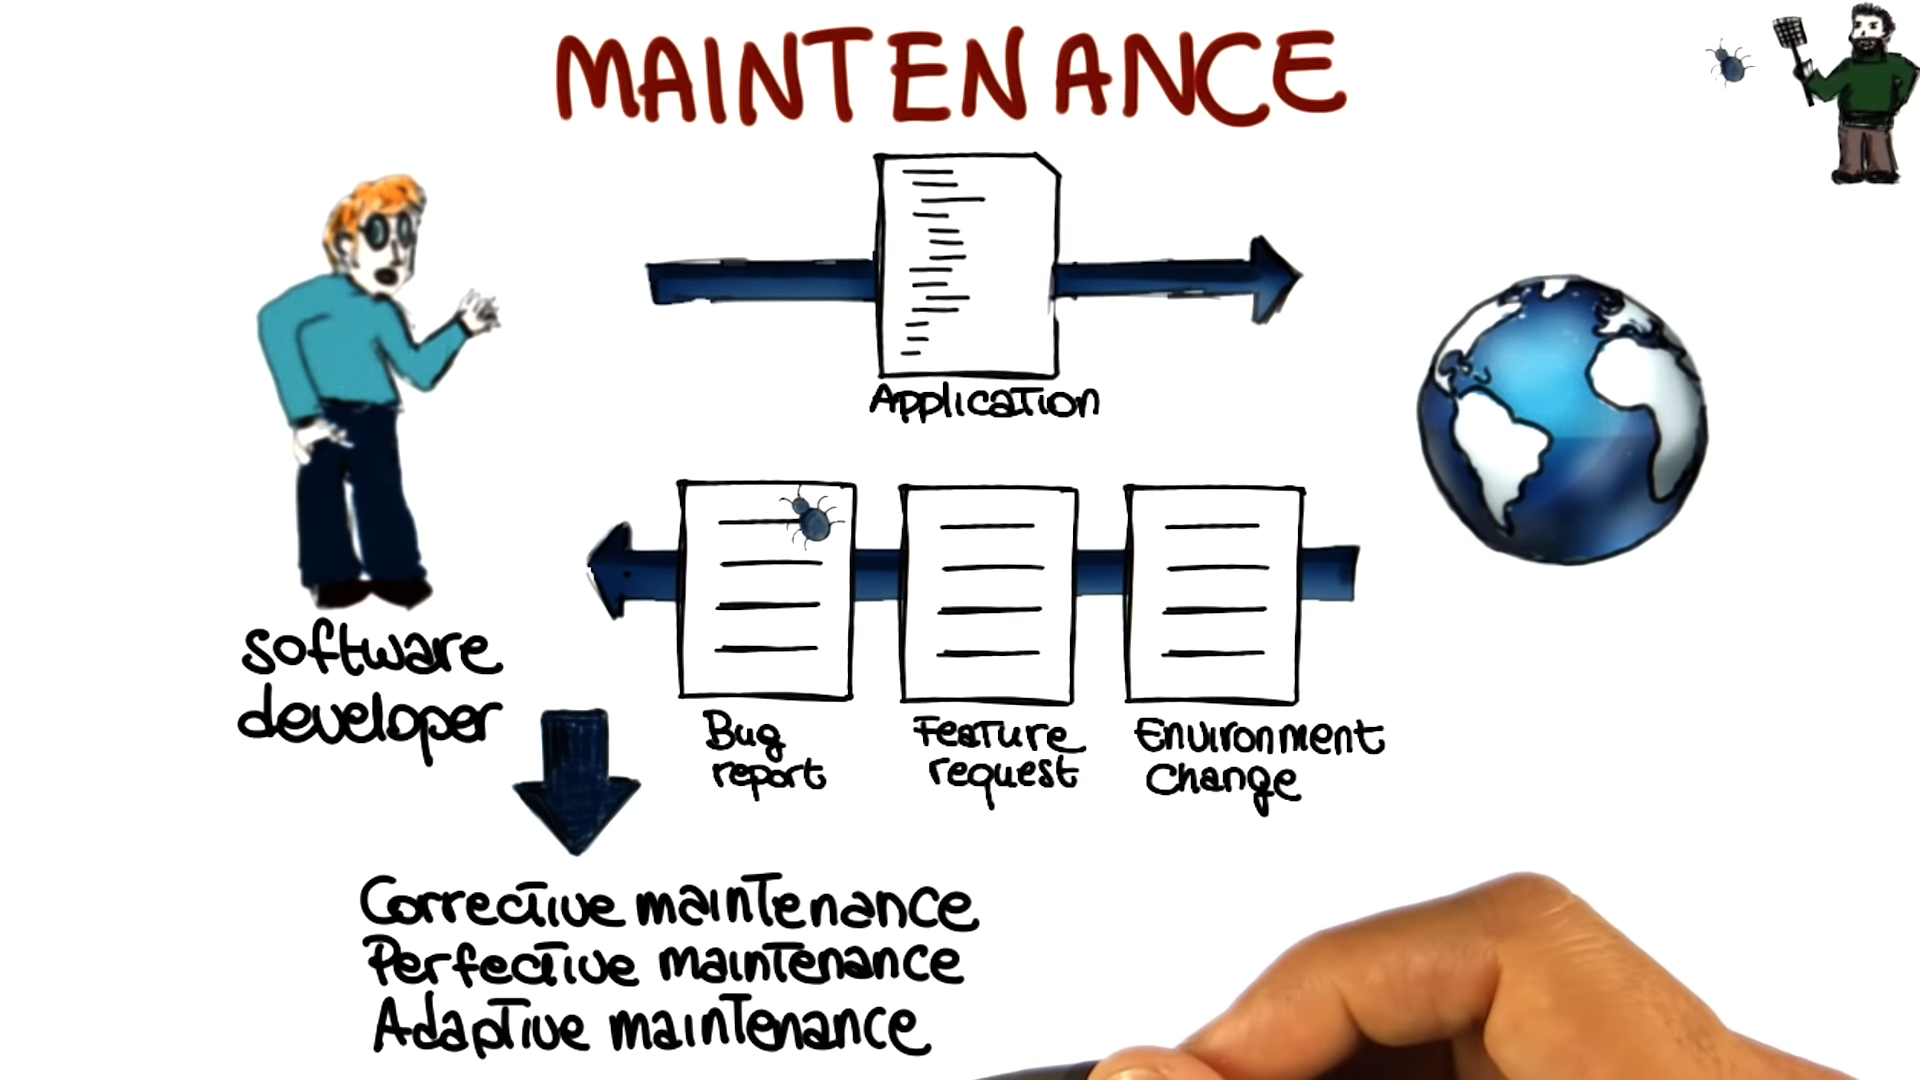 MAINTENANCE
Application
Bug
report
Feature
request
Environment
Change
software
developer
Corrective maintenance
Perfective maintenance
Adaptive maintenance